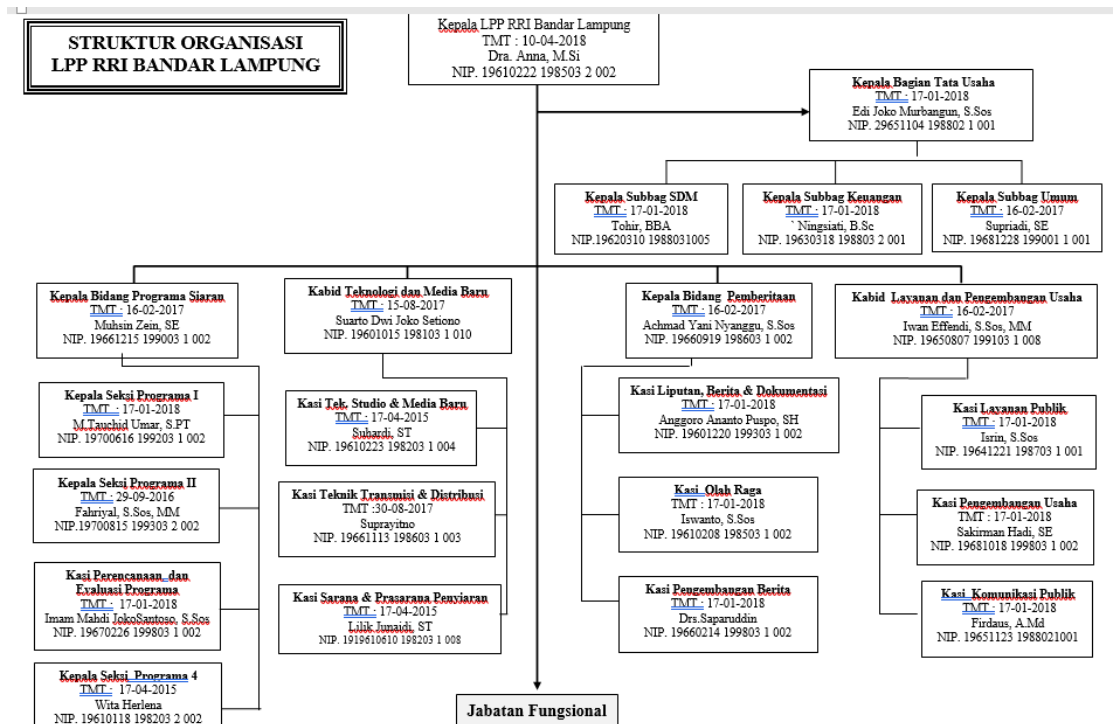 STRUKTUR ORGANISASI
LPP RRI BANDAR LAMPUNG
Kepala LPP RRI Bandar Lampung
TMT : 10-04-2018
Dra. Anna, M.Si
NIP. 19610222 198503 2 002
Kepala Bagian Tata Usaha
TMT : 17-01-2018
Edi Joko Murbangun, S.Sos
NIP. 29651104 198802 1 001
Kepala Subbag SDM
TMT : 17-01-2018
Tohir, BBA
NIP.19620310 1988031005
Kepala Subbag Keuangan
TMT : 17-01-2018
` Ningsiati, B.Sc
NIP. 19630318 198803 2 001
Kepala Subbag Umum
TMT : 16-02-2017
Supriadi, SE
NIP. 19681228 199001 1 001
Kepala Bidang Programa Siaran
TMT : 16-02-2017
Muhsin Zein, SE
NIP. 19661215 199003 1 002
Kabid Teknologi dan Media Baru
TMT : 15-08-2017
Suarto Dwi Joko Setiono
NIP. 19601015 198103 1 010
Kepala Bidang Pemberitaan
TMT : 16-02-2017
Achmad Yani Nyanggu, S.Sos
NIP. 19660919 198603 1 002
Kabid Layanan dan Pengembangan Usaha
TMT : 16-02-2017
Iwan Effendi, S.Sos, MM
NIP. 19650807 199103 1 008
Kepala Seksi Programa I
TMT : 17-01-2018
M.Tauchid Umar, S.PT
NIP. 19700616 199203 1 002
Kepala Seksi Programa II
TMT : 29-09-2016
Fahriyal, S.Sos, MM
NIP.19700815 199303 2 002
Kasi Perencanaan dan
Evaluasi Programa
TMT : 17-01-2018
Imam Mahdi JokoSantoso, S.Sos
NIP. 19670226 199803 1 002
Kepala Seksi Programa 4
TMT : 17-04-2015
Wita Herlena
NIP. 19610118 198203 2 002
Kasi Tek. Studio & Media Baru
TMT : 17-04-2015
Suhardi, ST
NIP. 19610223 198203 1 004
Kasi Teknik Transmisi & Distribusi
TMT :30-08-2017
Suprayitno
NIP. 19661113 198603 1 003
Kasi Sarana & Prasarana Penyiaran
TMT : 17-04-2015
Lilik Junaidi, ST
NIP. 1919610610 198203 1 008
Kasi Liputan, Berita & Dokumentasi
TMT : 17-01-2018
Anggoro Ananto Puspo, SH
NIP. 19601220 199303 1 002
Kasi Olah Raga
TMT : 17-01-2018
Iswanto, S.Sos
NIP. 19610208 198503 1 002
Kasi Pengembangan Berita
TMT : 17-01-2018
Drs.Saparuddin
NIP. 19660214 199803 1 002
Kasi Layanan Publik
TMT : 17-01-2018
Isrin, S.Sos
NIP. 19641221 198703 1 001
Kasi Pengembangan Usaha
TMT : 17-01-2018
Sakirman Hadi, SE
NIP. 19681018 199803 1 002
Kasi Komunikasi Publik
TMT : 17-01-2018
Firdaus, A.Md
NIP. 19651123 1988021001
Jabatan Fungsional